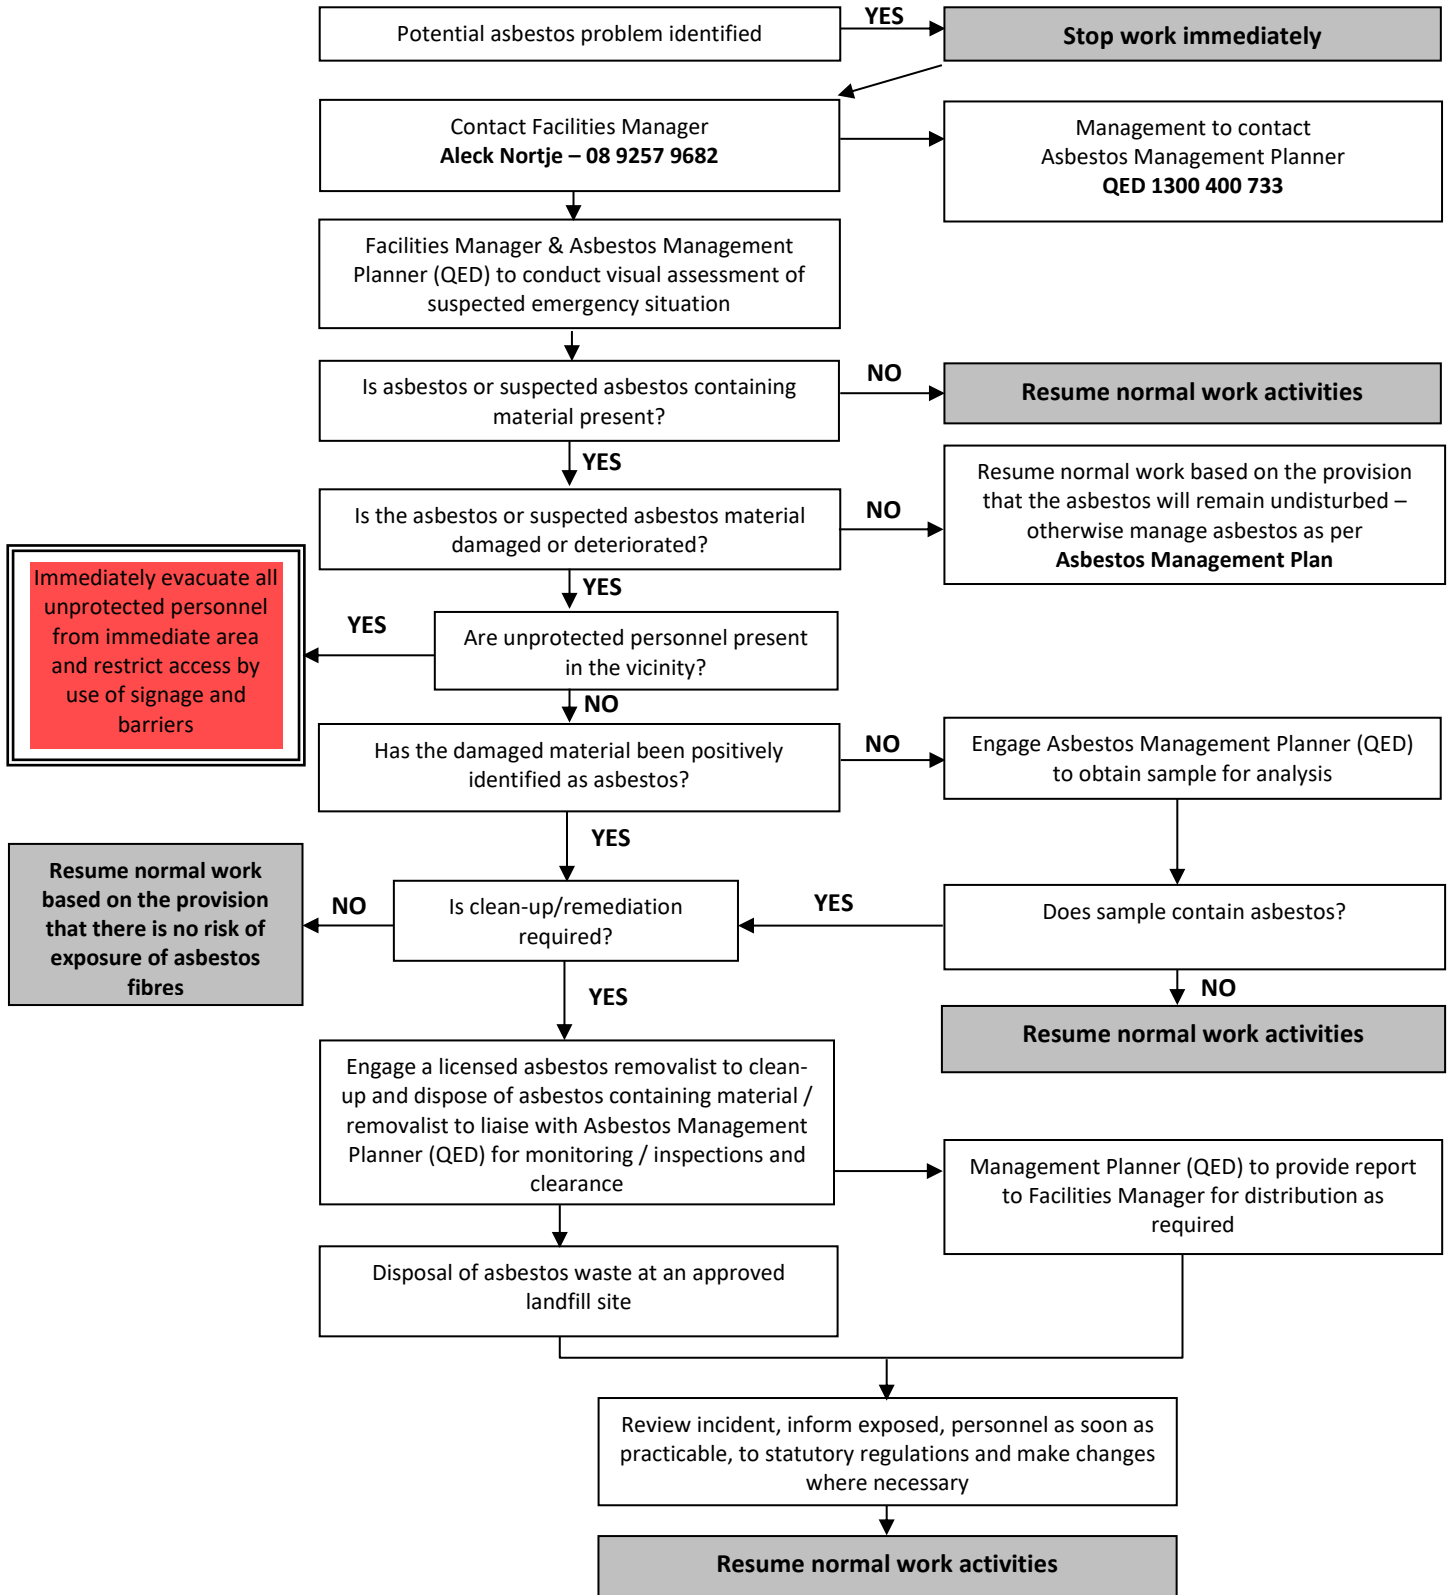 Potential asbestos problem identified
YES
Stop work immediately
Contact Facilities Manager
Aleck Nortje – 08 9257 9682
Management to contact
Asbestos Management Planner
QED 1300 400 733
Facilities Manager & Asbestos Management
Planner (QED) to conduct visual assessment of
suspected emergency situation
Is asbestos or suspected asbestos containing
material present?
NO
Resume normal work activities
YES
Is the asbestos or suspected asbestos material
damaged or deteriorated?
NO
Resume normal work based on the provision
that the asbestos will remain undisturbed –
otherwise manage asbestos as per
Asbestos Management Plan
YES
Are unprotected personnel present
in the vicinity?
YES
Immediately evacuate all
unprotected personnel
from immediate area
and restrict access by
use of signage and
barriers
NO
Has the damaged material been positively
identified as asbestos?
NO
Engage Asbestos Management Planner (QED)
to obtain sample for analysis
YES
Is clean-up/remediation
required?
NO
Resume normal work
based on the provision
that there is no risk of
exposure of asbestos
fibres
YES
Does sample contain asbestos?
NO
Resume normal work activities
YES
Engage a licensed asbestos removalist to clean-
up and dispose of asbestos containing material /
removalist to liaise with Asbestos Management
Planner (QED) for monitoring / inspections and
clearance
Management Planner (QED) to provide report
to Facilities Manager for distribution as
required
Disposal of asbestos waste at an approved
landfill site
Review incident, inform exposed, personnel as soon as
practicable, to statutory regulations and make changes
where necessary
Resume normal work activities